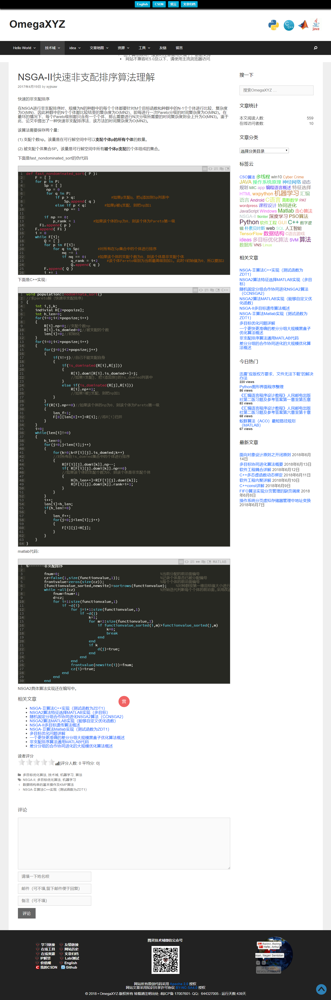 English CSDN 留言 文章归档
OmegaXYZ
Hello World 技术域 idea 文章地图 资源 工具 友链 留言
网站不兼容IE5.0及以下，请使用主流浏览器访问.
NSGA-II快速非支配排序算法理解
2017年4月19日 by xyjisaw
快速的非支配排序
在NSGA进行非支配排序时，规模为N的种群中的每个个体都要针对M个目标函数和种群中的N-1个个体进行比较，复杂度
为O(MN)，因此种群中的N个个体都比较结束的复杂度为O(MN2)，即每进行一次Pareto分级的时间复杂度为O(MN2)。在
最坏的情况下，每个Pareto级别都只含有一个个体，那么需要进行N次分级所需要的时间复杂度则会上升为O(MN3)。鉴于
此，论文中提出了一种快速非支配排序法，该方法的时间复杂度为O(MN2)。
该算法需要保存两个量：
(1).支配个数np。该量是在可行解空间中可以支配个体p的所有个体的数量。
(2).被支配个体集合SP。该量是可行解空间中所有被个体p支配的个体组成的集合。
下面是fast_nondominated_sort的伪代码
1 def fast_nondominated_sort( P ):
2 F = [ ]
3 for p in P:
4 Sp = [ ]
5 np = 0
6 for q in P:
7 if p > q: #如果p支配q，把q添加到Sp列表中
8 Sp.append( q )
9 else if p < q: #如果p被q支配，则把np加1
10 np += 1
11
12 if np == 0:
13 p_rank = 1 #如果该个体的np为0，则该个体为Pareto第一级
14 F1.append( p )
15 F.append( F1 )
16 i = 0
17 while F[i]:
18 Q = [ ]
19 for p in F[i]:
20 for q in Sp: #对所有在Sp集合中的个体进行排序
21 nq -= 1
22 if nq == 0: #如果该个体的支配个数为0，则该个体是非支配个体
23 q_rank = i+2 #该个体Pareto级别为当前最高级别加1。此时i初始值为0，所以要加2
24 Q.append( q )
25 F.append( Q )
26 i += 1
下面是C++实现：
C++
1 void population::nodominata_sort()
2 //求pareto解（快速非支配排序）
3 {
4 int i,j,k;
5 indivial H[2*popsize];
6 int h_len=0;
7 for(i=0;i<2*popsize;i++)
8 {
9 R[i].np=0;//支配个数np
10 R[i].is_domied=0;//被支配的个数
11 len[i]=0;//初始化
12 }
13 for(i=0;i<2*popsize;i++)
14 {
15 for(j=0;j<2*popsize;j++)
16 {
17 if(i!=j)//自己不能支配自身
18 {
19 if(is_dominated(R[i],R[j]))
20 {
21 R[i].domi[R[i].is_domied++]=j;
22 //如果i支配j，把i添加到j的is_domied列表中
23 }
24 else if(is_dominated(R[j],R[i]))
25 R[i].np+=1;
26 //如果i被j支配，则把np加1
27 }
28 }
29 if(R[i].np==0)//如果该个体的np为0，则该个体为Pareto第一级
30 {
31 len_f=1;
32 F[0][len[0]++]=R[i];//将R[i]归并
33 }
34 }
35 i=0;
36 while(len[i]!=0)
37 {
38 h_len=0;
39 for(j=0;j<len[i];j++)
40 {
41 for(k=0;k<F[i][j].is_domied;k++)
42 //对所有在is_domied集合中的个体进行排序
43 {
44 R[F[i][j].domi[k]].np--;
45 if( R[F[i][j].domi[k]].np==0)
46 //如果该个体的支配个数为0，则该个体是非支配个体
47 {
48 H[h_len++]=R[F[i][j].domi[k]];
49 R[F[i][j].domi[k]].rank=i+1;
50 }
51 }
52 }
53 i++;
54 len[i]=h_len;
55 if(h_len!=0)
56 {
57 len_f++;
58 for(j=0;j<len[i];j++)
59 {
60 F[i][j]=H[j];
61 }
62 }
63 }
64 }
matlab代码：
MATLAB
1 %-------非支配排序
2
3 fnum=0; %当前分配的前沿面编号
4 cz=false(1,size(functionvalue,1)); %记录个体是否已被分配编号
5 frontvalue=zeros(size(cz)); %每个个体的前沿面编号
6 [functionvalue_sorted,newsite]=sortrows(functionvalue); %对种群按第一维目标值大小进行
7 while ~all(cz) %开始迭代判断每个个体的前沿面,采用改进
8 fnum=fnum+1;
9 d=cz;
10 for i=1:size(functionvalue,1)
11 if ~d(i)
12 for j=i+1:size(functionvalue,1)
13 if ~d(j)
14 k=1;
15 for m=2:size(functionvalue,2)
16 if functionvalue_sorted(i,m)>functionvalue_sorted(j,m)
17 k=0;
18 break
19 end
20 end
21 if k
22 d(j)=true;
23 end
24 end
25 end
26 frontvalue(newsite(i))=fnum;
27 cz(i)=true;
28 end
29 end
30 end
NSGA2具体算法实现还在编写中。
相关文章
赏
NSGA-Ⅱ算法C++实现（测试函数为ZDT1）
NSGA2算法特征选择MATLAB实现（多目标）
随机固定分组合作协同进化NSGA2算法（CCNSGA2）
NSGA2算法MATLAB实现（能够自定义优化函数）
NSGA-II多目标遗传算法概述
NSGA-Ⅱ算法Matlab实现（测试函数为ZDT1）
多目标优化问题详解
一个更快更准确的差分分组大规模黑盒子优化算法概述
非支配排序算法通用MATLAB代码
差分分组的合作协同进化的大规模优化算法概述
读者评分
[评分人数: 0 平均分: 0]
多目标优化算法, 技术域, 机器学习, 算法
NSGA-II, 多目标优化算法, 机器学习
数据结构串的基本操作及KMP算法
NSGA-Ⅱ算法C++实现（测试函数为ZDT1）
评论
请填一下姓名呗
邮件（可不填,留下邮件便于回复）
备注（可不填）
评论
搜一下
搜索OmegaXYZ …
文章统计
本文阅读人数: 559
在线访问者数: 10
文章分类
选择分类目录
标签云
CSO算法 多线程 win10 Cyber Crime
JAVA 操作系统原理 神经网络 动态
规划 MIC app 编程语言概述 特征选择
HTML wxpython 机器学习 汇编
语言 Android C语言 离散数学 PAT
wordpress 课程设计 协同进化
JavaScript Windows Matlab 贪心算法
NSGA-II tkinter 深度学习 PSO算法
Python 软件工程 GUI C++ 数字逻
辑 朴素贝叶斯 web SQL 人工智能
TensorFlow 数据结构 C语言游戏
ideas 多目标优化算法 SVM 算法
数据库 VNS Linux
相关文章
NSGA-Ⅱ算法C++实现（测试函数为
ZDT1）
NSGA2算法特征选择MATLAB实现（多目
标）
随机固定分组合作协同进化NSGA2算法
（CCNSGA2）
NSGA2算法MATLAB实现（能够自定义优
化函数）
NSGA-II多目标遗传算法概述
NSGA-Ⅱ算法Matlab实现（测试函数为
ZDT1）
多目标优化问题详解
一个更快更准确的差分分组大规模黑盒子
优化算法概述
非支配排序算法通用MATLAB代码
差分分组的合作协同进化的大规模优化算
法概述
今日热门
迅雷“应版权方要求，文件无法下载”的解决
办法
220 views
Python图形界面程序整理
86 views
《汇编语言程序设计教程》人民邮电出版
社第二版习题及参考答案第一章至第五章
83 views
《汇编语言程序设计教程》人民邮电出版
社第二版习题及参考答案第六章至第十章
68 views
蚁群算法（ACO）最短路径规划
（MATLAB）
67 views
最新文章
面向对象设计原则之开闭原则 2018年6月
14日
多目标协同进化算法概要 2018年6月13日
软件工程耦合详解 2018年6月12日
C++多态虚函数动态绑定 2018年6月11日
软件工程内聚详解 2018年6月10日
C++const详解 2018年6月9日
FIFO算法实现分页管理的缺页调度 2018
年6月8日
操作系统分页虚拟存储器管理中地址变换
2018年6月7日
学习链接 友情链接
在线工具 网站历史
在线资源 文章归档
IP解禁 Lab/测试
价值观 English
我的CSDN Github
图灵技术域微信公众号
Beijing, Beijing
Hefei, Anhui
ban, Negeri Sembilan
REVOLVERMAPS
网站所有原创代码采用 Apache 2.0 授权
网站文章采用知识共享许可协议 BY-NC-SA4.0 授权
© 2018 • OmegaXYZ-版权所有 转载请注明出处 -皖ICP备 17007601- QQ：644327005 - 运行天数:439天